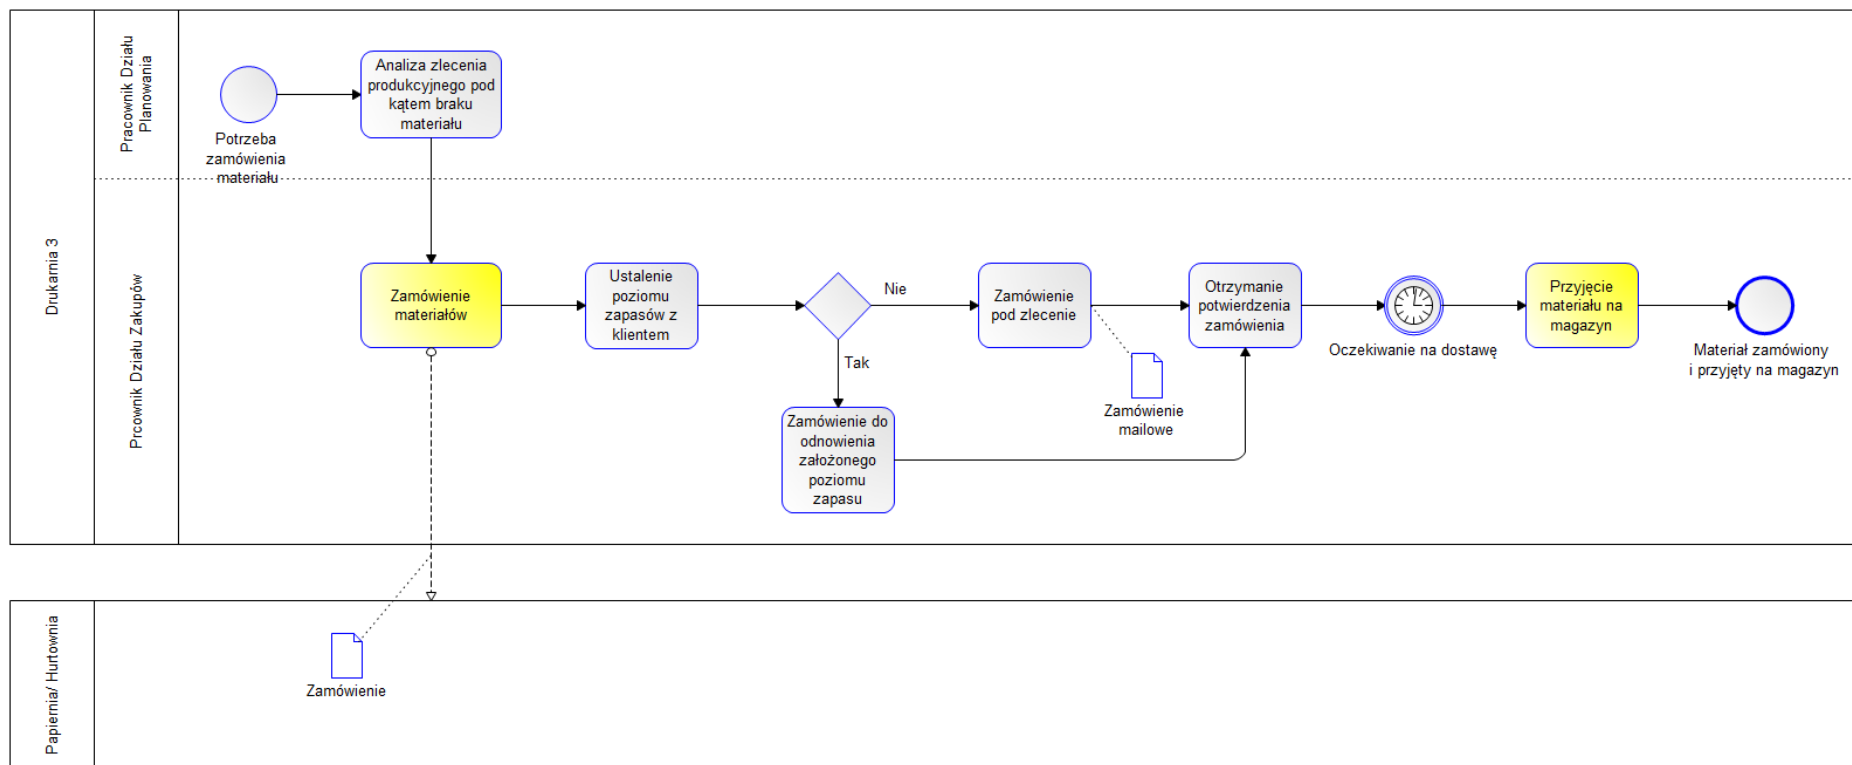 Drukarnia 3
Pracownik Działu
Planowania
Potrzeba
zamówienia
materiału
Analiza zlecenia
produkcyjnego pod
kątem braku
materiału
Prcownik Działu Zakupów
Zamówienie
materiałów
Ustalenie
poziomu
zapasów z
klientem
Nie
Tak
Zamówienie
pod zlecenie
Zamówienie
mailowe
Zamówienie do
odnowienia
założonego
poziomu
zapasu
Otrzymanie
potwierdzenia
zamówienia
Oczekiwanie na dostawę
Przyjęcie
materiału na
magazyn
Materiał zamówiony
i przyjęty na magazyn
Papiernia/ Hurtownia
Zamówienie